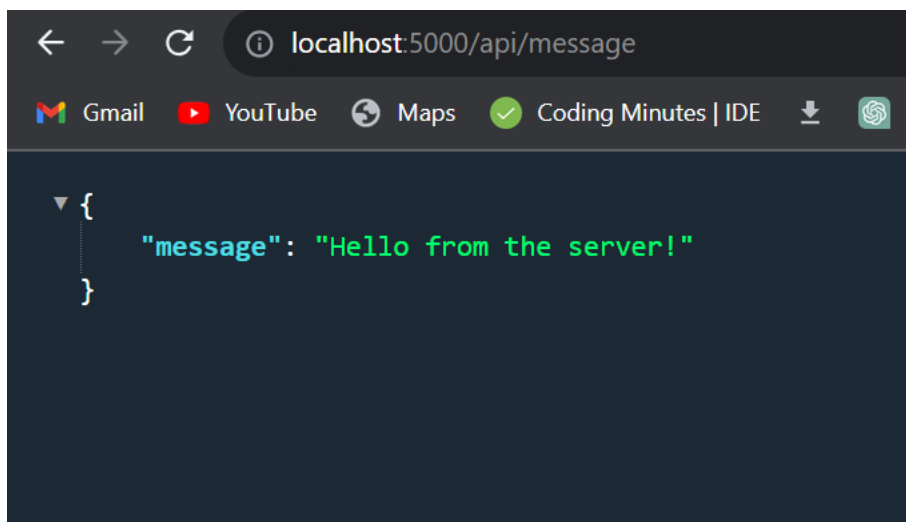 localhost:5000/api/message
Gmail YouTube Maps Coding Minutes | IDE
{
"message": "Hello from the server!"
}